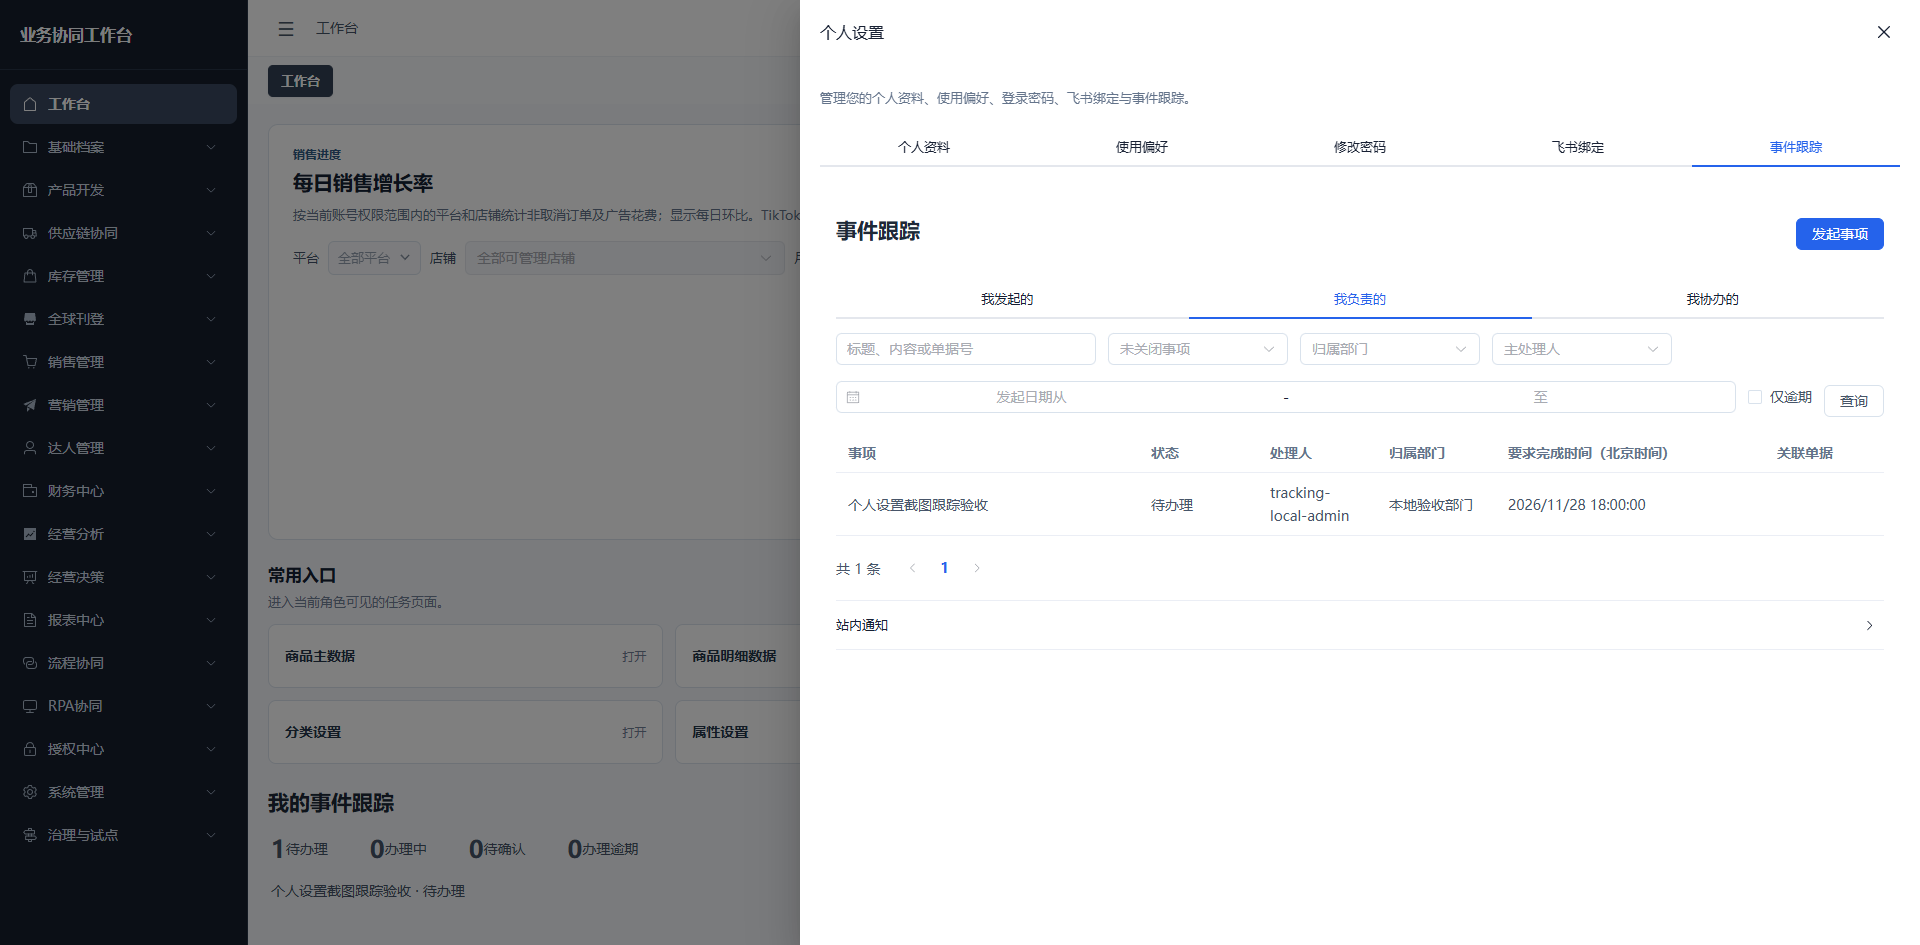 业务协同工作台
工作台
基础档案
产品开发
供应链协同
库存管理
全球刊登
销售管理
营销管理
达人管理
财务中心
经营分析
经营决策
报表中心
流程协同
RPA协同
授权中心
系统管理
治理与试点
工作台
工作台
销售进度
每日销售增长率
按当前账号权限范围内的平台和店铺统计非取消订单及广告花费；显示每日环比。TikTok
平台 全部平台 店铺 全部可管理店铺
常用入口
进入当前角色可见的任务页面。
商品主数据 打开 商品明细数据
分类设置 打开 属性设置
我的事件跟踪
1待办理 0办理中 0待确认 0办理逾期
个人设置截图跟踪验收 · 待办理
个人设置
管理您的个人资料、使用偏好、登录密码、飞书绑定与事件跟踪。
个人资料 使用偏好 修改密码 飞书绑定 事件跟踪
事件跟踪 发起事项
我发起的 我负责的 我协办的
标题、内容或单据号 未关闭事项 归属部门 主处理人
发起日期从 - 至 仅逾期 查询
事项 状态 处理人 归属部门 要求完成时间（北京时间） 关联单据
个人设置截图跟踪验收 待办理 tracking-local-admin 本地验收部门 2026/11/28 18:00:00
共 1 条 1
站内通知